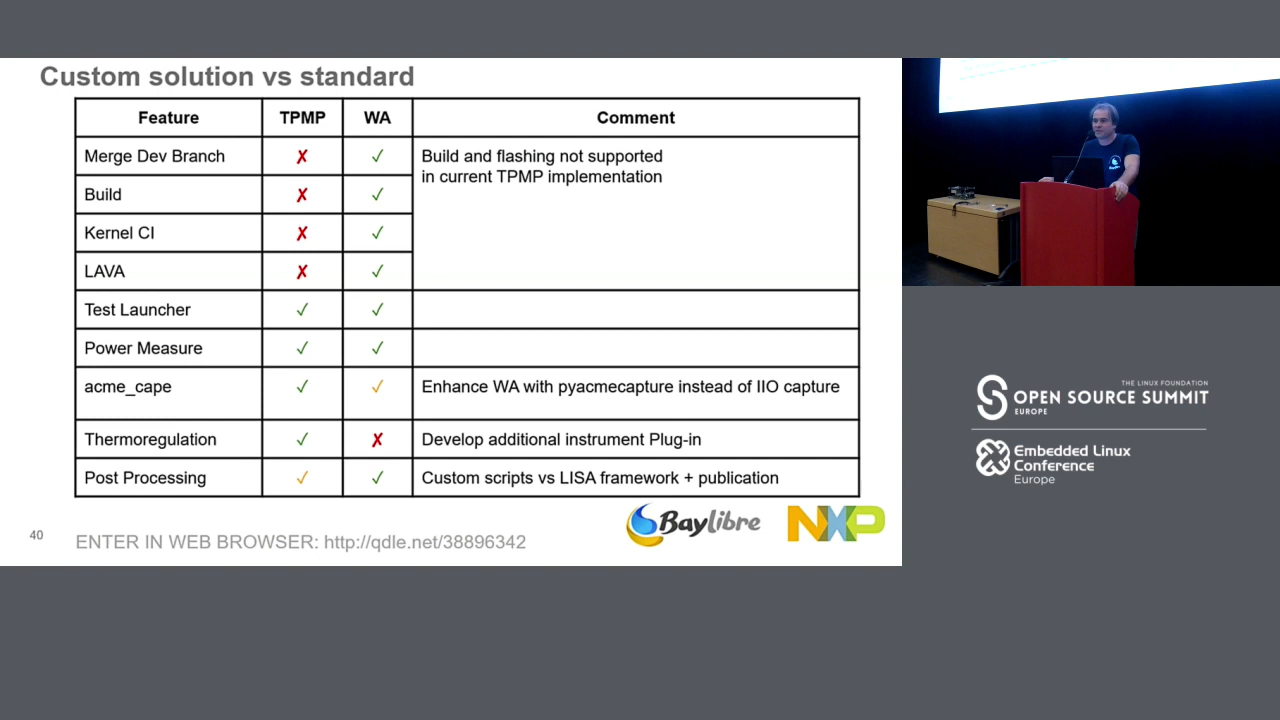 Custom solution vs standard
Feature TPMP WA Comment
Merge Dev Branch ✗ ✓ Build and flashing not supported
in current TPMP implementation
Build ✗ ✓
Kernel CI ✗ ✓
LAVA ✗ ✓
Test Launcher ✓ ✓
Power Measure ✓ ✓
acme_cape ✓ ✓ Enhance WA with pyacmecapture instead of IIO capture
Thermoregulation ✓ ✗ Develop additional instrument Plug-in
Post Processing ✓ ✓ Custom scripts vs LISA framework + publication
40
ENTER IN WEB BROWSER: http://qdle.net/38896342
Baylibre
NXP
THE LINUX FOUNDATION
OPEN SOURCE SUMMIT
EUROPE
Embedded Linux
Conference
Europe